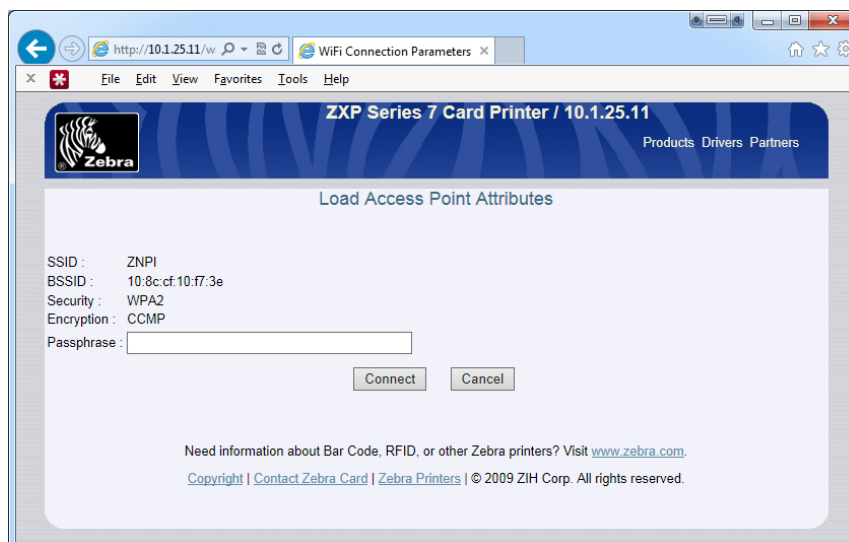 http://10.1.25.11/w
WiFi Connection Parameters
File Edit View Favorites Tools Help
ZXP Series 7 Card Printer / 10.1.25.11
Zebra
®
Products Drivers Partners
Load Access Point Attributes
SSID : ZNPI
BSSID : 10:8c:cf:10:f7:3e
Security : WPA2
Encryption : CCMP
Passphrase :
Connect Cancel
Need information about Bar Code, RFID, or other Zebra printers? Visit www.zebra.com.
Copyright | Contact Zebra Card | Zebra Printers | © 2009 ZIH Corp. All rights reserved.